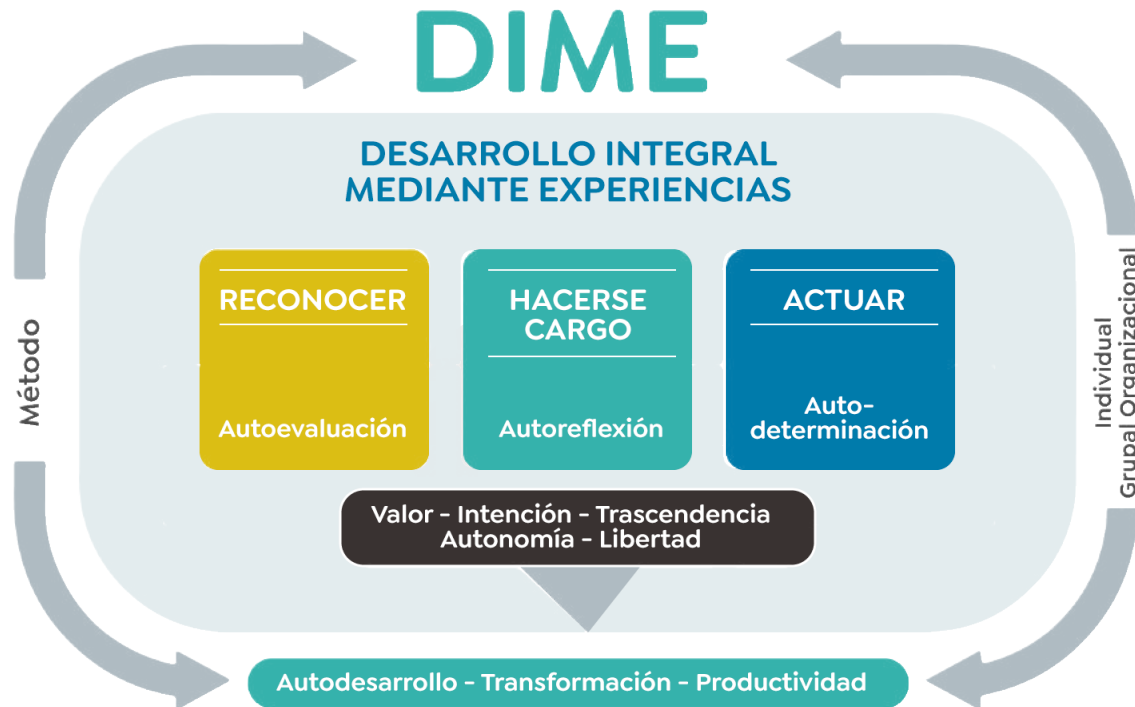 DIME
DESARROLLO INTEGRAL
MEDIANTE EXPERIENCIAS
RECONOCER
Autoevaluación
HACERSE
CARGO
Autoreflexión
ACTUAR
Auto-
determinación
Valor - Intención - Trascendencia
Autonomía - Libertad
Autodesarrollo - Transformación - Productividad
Método
Individual
Grupal Organizacional